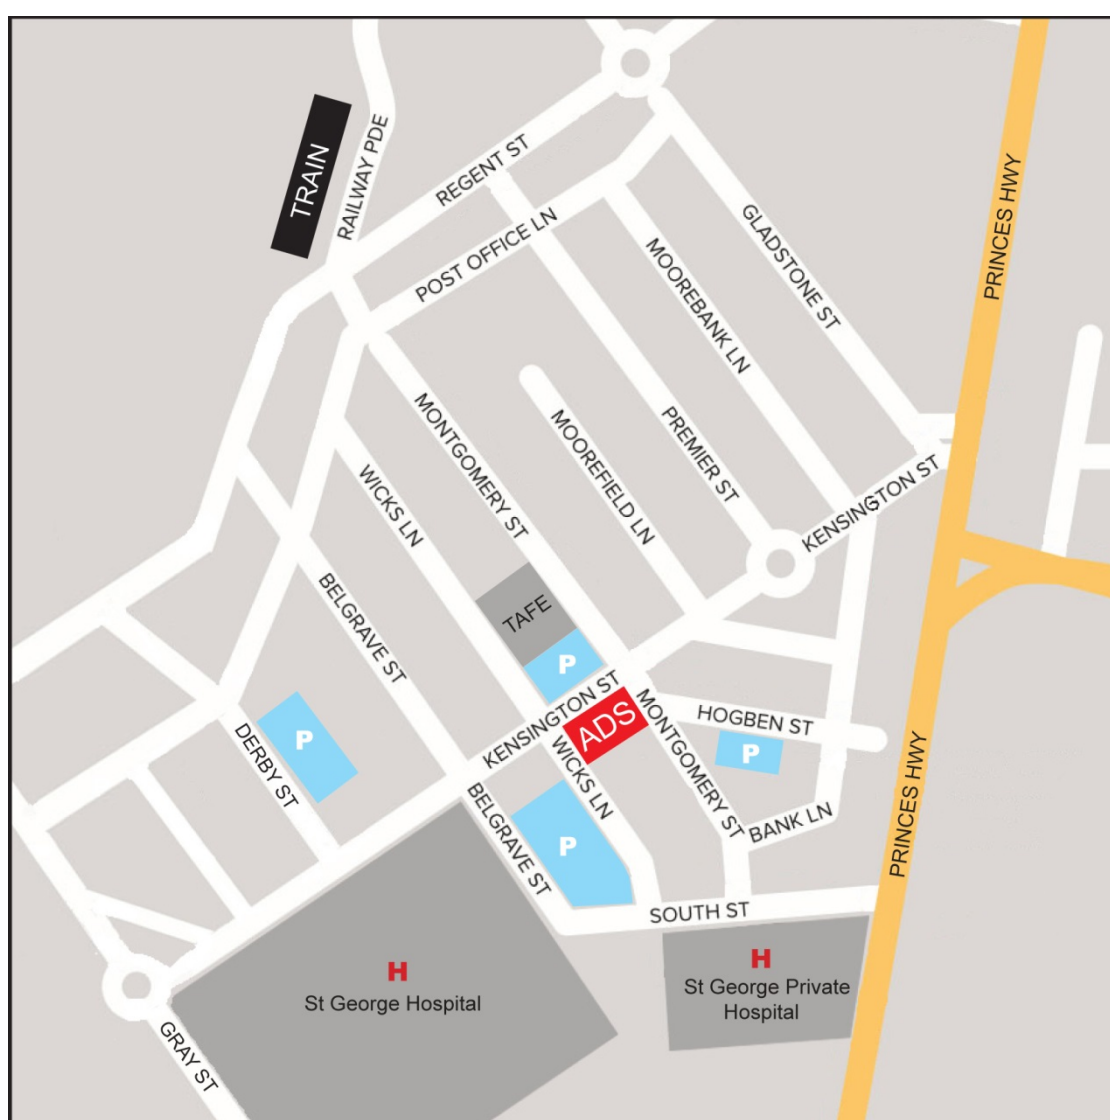 TRAIN
RAILWAY PDE
REGENT ST
POST OFFICE LN
GLADSTONE ST
MOOREBANK LN
PRINCES HWY
PREMIER ST
MONTGOMERY ST
MOOREFIELD LN
WICKS LN
KENSINGTON ST
BELGRAVE ST
TAFE
P
KENSINGTON ST
ADS
MONTGOMERY ST
HOGBEN ST
P
P
DERBY ST
WICKS LN
PRINCES HWY
BANK LN
BELGRAVE ST
P
SOUTH ST
H
St George Hospital
H
St George Private
Hospital
GRAY ST